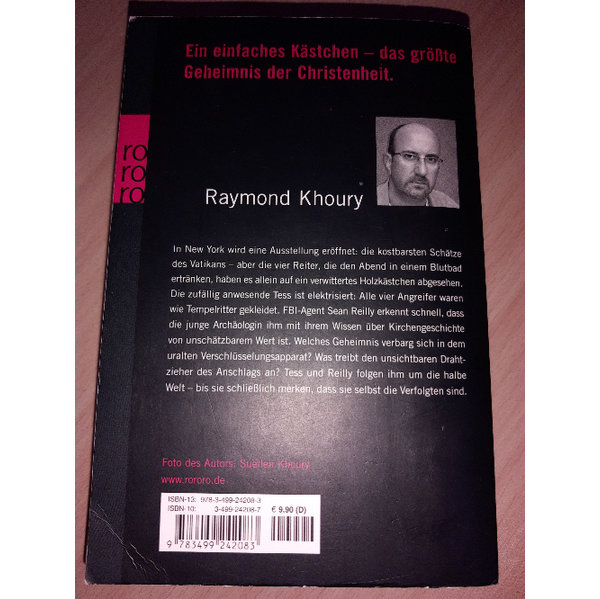 Ein einfaches Kästchen – das größte
Geheimnis der Christenheit.
ro
ro
ro
Raymond Khoury
In New York wird eine Ausstellung eröffnet: die kostbarsten Schätze
des Vatikans – aber die vier Reiter, die den Abend in einem Blutbad
ertränken, haben es allein auf ein verwittertes Holzkästchen abgesehen.
Die zufällig anwesende Tess ist elektrisiert: Alle vier Angreifer waren
wie Tempelritter gekleidet. FBI-Agent Sean Reilly erkennt schnell, dass
die junge Archäologin ihm mit ihrem Wissen über Kirchengeschichte
von unschätzbarem Wert ist. Welches Geheimnis verbarg sich in dem
uralten Verschlüsselungsapparat? Was treibt den unsichtbaren Draht-
zieher des Anschlags an? Tess und Reilly folgen ihm um die halbe
Welt – bis sie schließlich merken, dass sie selbst die Verfolgten sind.
Foto des Autors: Suellen Khoury
www.rororo.de
ISBN-13: 978-3-499-24208-3
ISBN-10: 3-499-24208-7 € 9.90 (D)
9 783499 242083